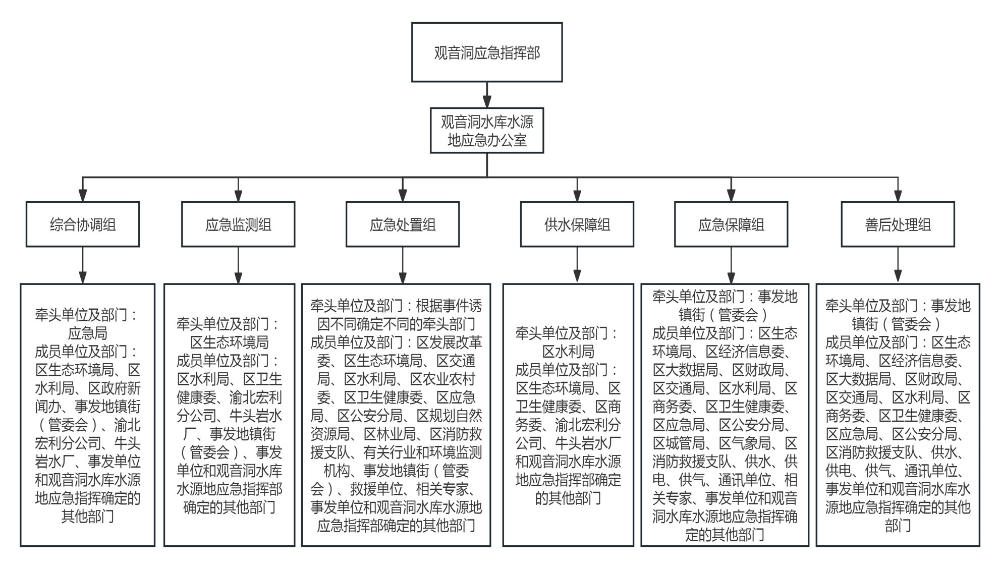 观音洞应急指挥部
观音洞水库水源
地应急办公室
综合协调组
应急监测组
应急处置组
供水保障组
应急保障组
善后处理组
牵头单位及部门：
应急局
成员单位及部门：
区生态环境局、区
水利局、区政府新
闻办、事发地镇街
（管委会）、渝北
宏利分公司、牛头
岩水厂、事发单位
和观音洞水库水源
地应急指挥确定的
其他部门
牵头单位及部门：
区生态环境局
成员单位及部门：
区水利局、区卫生
健康委、渝北宏利
分公司、牛头岩水
厂、事发地镇街
（管委会）、事发
单位和观音洞水库
水源地应急指挥部
确定的其他部门
牵头单位及部门：根据事件诱
因不同确定不同的牵头部门
成员单位及部门：区发展改革
委、区生态环境局、区交通
局、区水利局、区农业农村
委、区卫生健康委、区应急
局、区公安分局、区规划自然
资源局、区林业局、区消防救
援支队、有关行业和环境监测
机构、事发地镇街（管委
会）、救援单位、相关专家、
事发单位和观音洞水库水源地
应急指挥部确定的其他部门
牵头单位及部门：
区水利局
成员单位及部门：
区生态环境局、区
卫生健康委、区商
务委、渝北宏利分
公司、牛头岩水厂
和观音洞水库水源
地应急指挥部确定
的其他部门
牵头单位及部门：事发地
镇街（管委会）
成员单位及部门：区生态
环境局、区经济信息委、
区大数据局、区财政局、
区交通局、区水利局、区
商务委、区卫生健康委、
区应急局、区公安分局、
区城管局、区气象局、区
消防救援支队、供水、供
电、供气、通讯单位、相
关专家、事发单位和观音
洞水库水源地应急指挥确
定的其他部门
牵头单位及部门：事发地
镇街（管委会）
成员单位及部门：区生态
环境局、区经济信息委、
区大数据局、区财政局、
区交通局、区水利局、区
商务委、区卫生健康委、
区应急局、区公安分局、
区消防救援支队、供水、
供电、供气、通讯单位、
事发单位和观音洞水库水
源地应急指挥确定的其他
部门